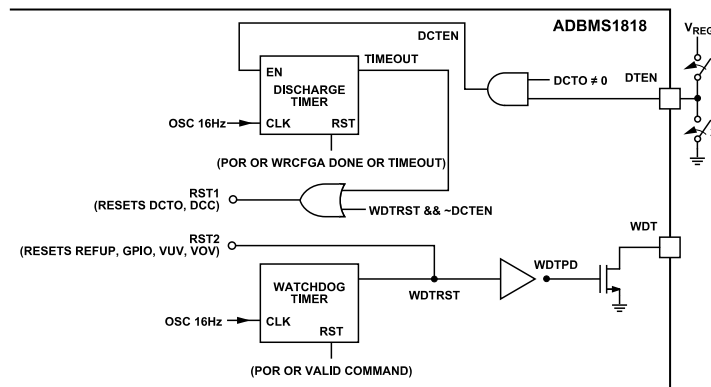 ADBMS1818
VREG
DCTEN
TIMEOUT
EN
DCTO ≠ 0
DTEN
DISCHARGE
TIMER
OSC 16Hz
CLK
RST
(POR OR WRCFGA DONE OR TIMEOUT)
RST1
(RESETS DCTO, DCC)
WDTRST && ~DCTEN
RST2
(RESETS REFUP, GPIO, VUV, VOV)
WDT
WATCHDOG
TIMER
WDTRST
WDTPD
OSC 16Hz
CLK
RST
(POR OR VALID COMMAND)